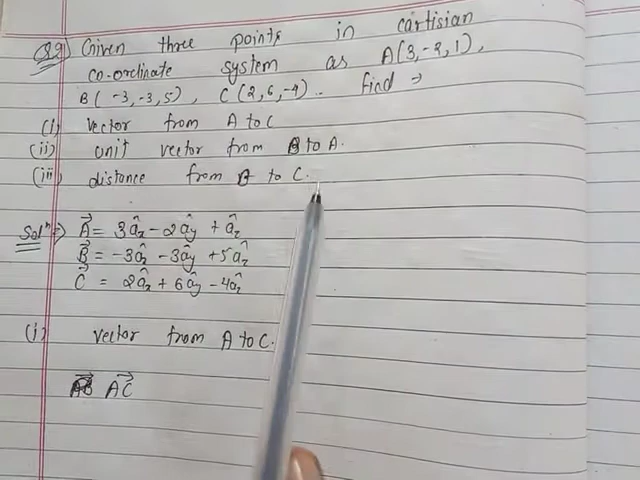 Q9) Given three points in cartisian
co-ordinate system as A(3,-2,1),
B(-3,-3,5), C(2,6,-4). find →
(i) vector from A to C
(ii) unit vector from B to A.
(iii) distance from B to C.
Solⁿ→ A⃗ = 3âx - 2ây + âz
B⃗ = -3âx - 3ây + 5âz
C⃗ = 2âx + 6ây - 4âz
(i) vector from A to C.
AC⃗